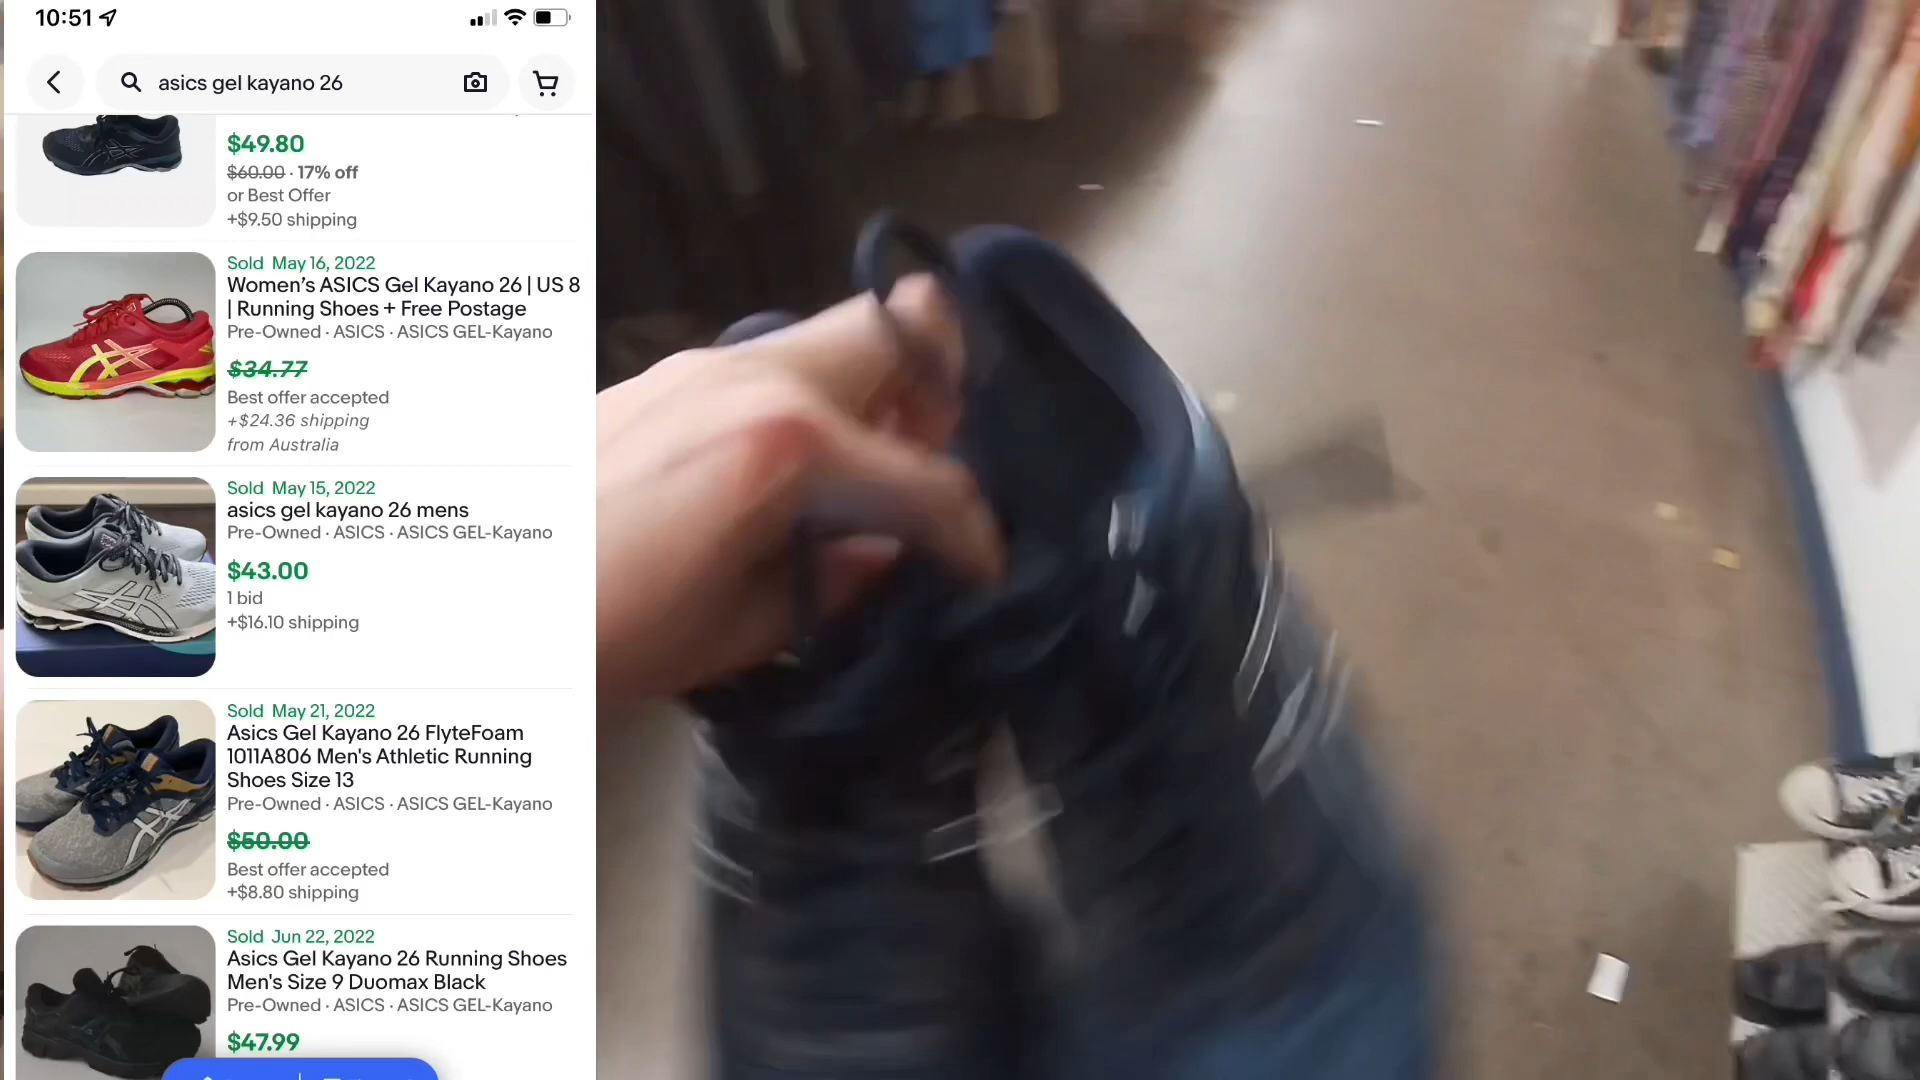 10:51
asics gel kayano 26
$49.80
$60.00 · 17% off
or Best Offer
+$9.50 shipping
Sold May 16, 2022
Women’s ASICS Gel Kayano 26 | US 8
| Running Shoes + Free Postage
Pre-Owned · ASICS · ASICS GEL-Kayano
$34.77
Best offer accepted
+$24.36 shipping
from Australia
Sold May 15, 2022
asics gel kayano 26 mens
Pre-Owned · ASICS · ASICS GEL-Kayano
$43.00
1 bid
+$16.10 shipping
Sold May 21, 2022
Asics Gel Kayano 26 FlyteFoam
1011A806 Men's Athletic Running
Shoes Size 13
Pre-Owned · ASICS · ASICS GEL-Kayano
$50.00
Best offer accepted
+$8.80 shipping
Sold Jun 22, 2022
Asics Gel Kayano 26 Running Shoes
Men's Size 9 Duomax Black
Pre-Owned · ASICS · ASICS GEL-Kayano
$47.99